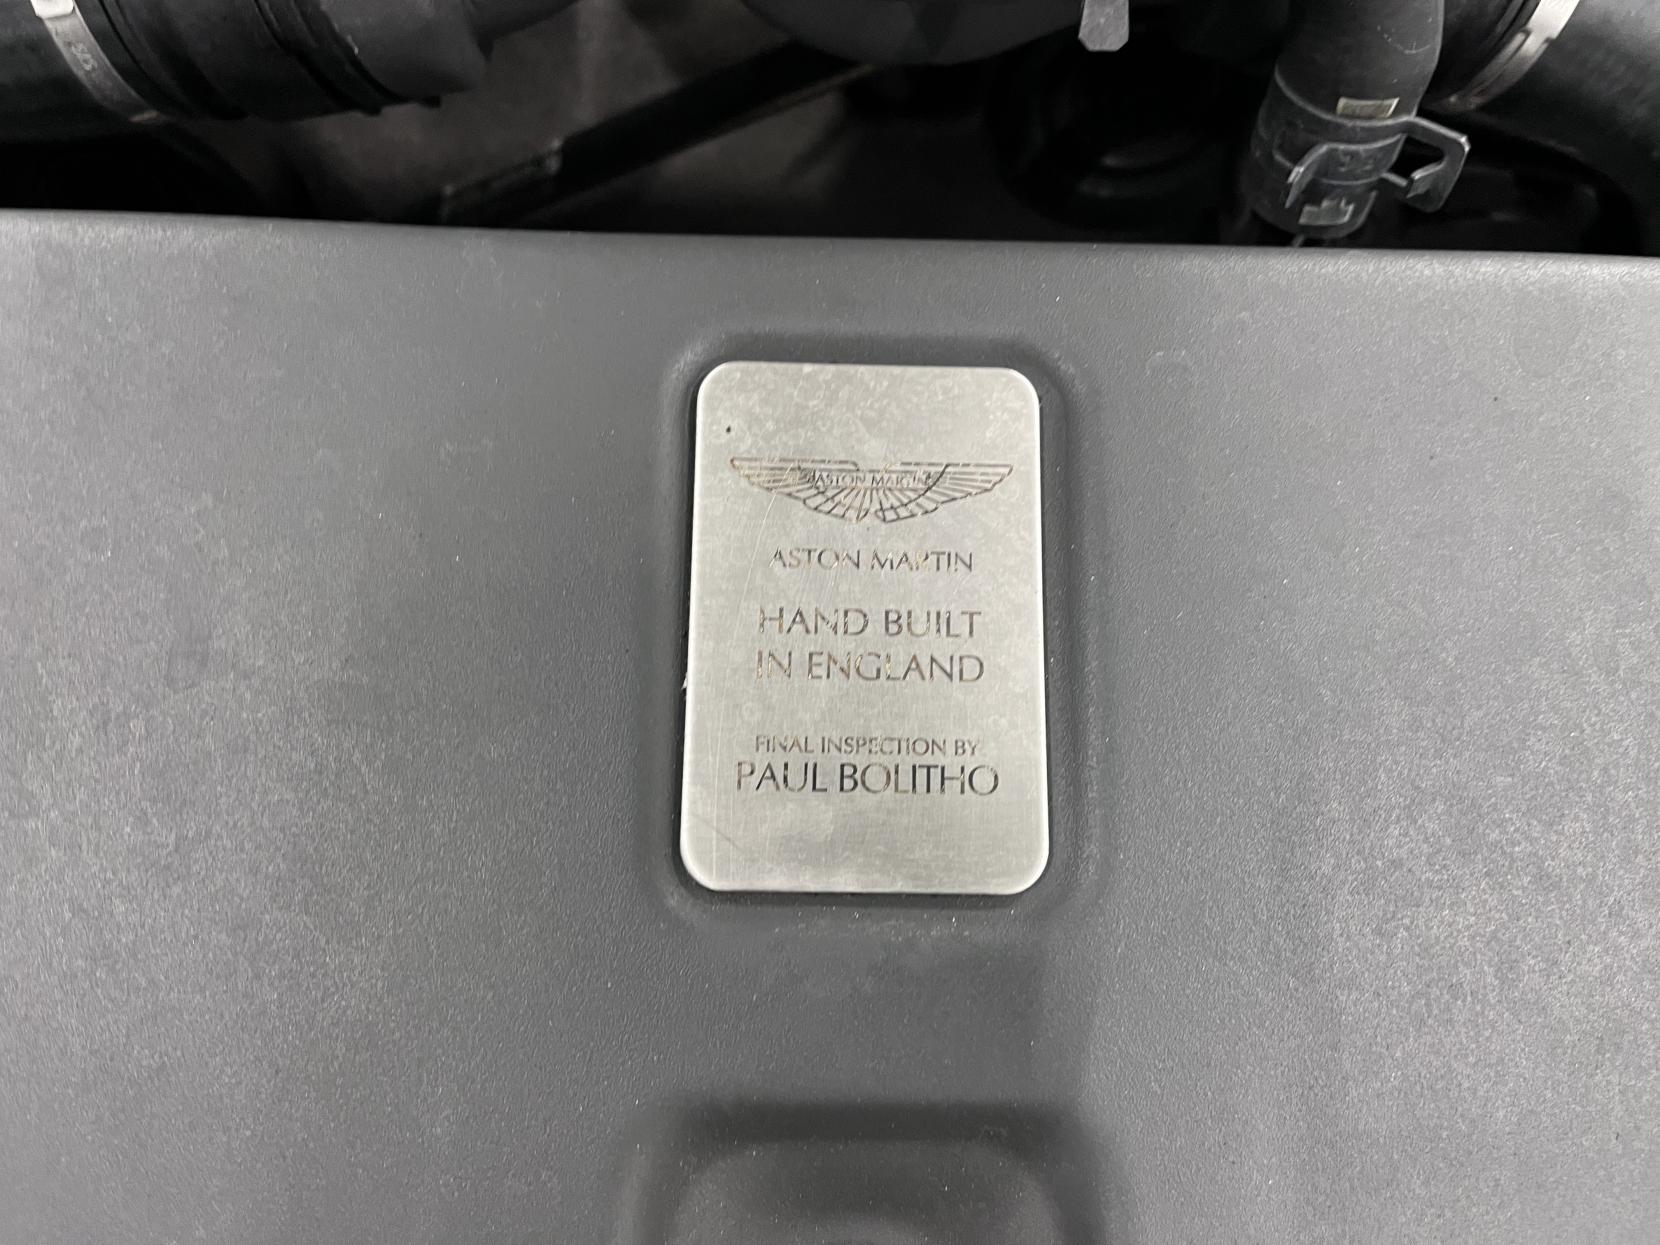 ASTON MARTIN
ASTON MARTIN
HAND BUILT
IN ENGLAND
FINAL INSPECTION BY
PAUL BOLITHO